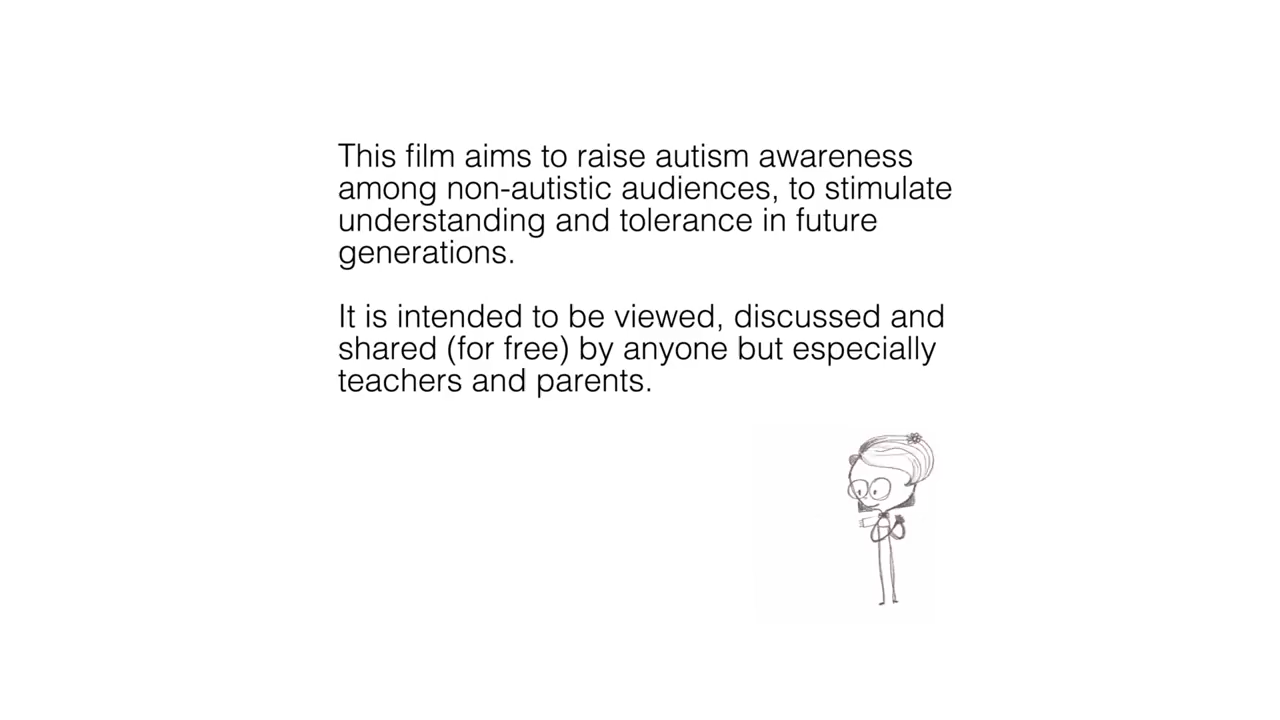 This film aims to raise autism awareness
among non-autistic audiences, to stimulate
understanding and tolerance in future
generations.
It is intended to be viewed, discussed and
shared (for free) by anyone but especially
teachers and parents.